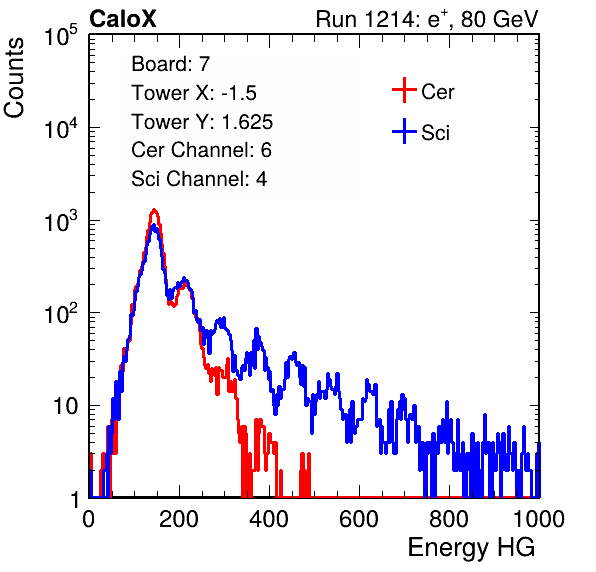 CaloX Run 1214: e⁺, 80 GeV
Counts
Board: 7
Tower X: -1.5
Tower Y: 1.625
Cer Channel: 6
Sci Channel: 4
Cer
Sci
10⁵
10⁴
10³
10²
10
1
0 200 400 600 800 1000
Energy HG